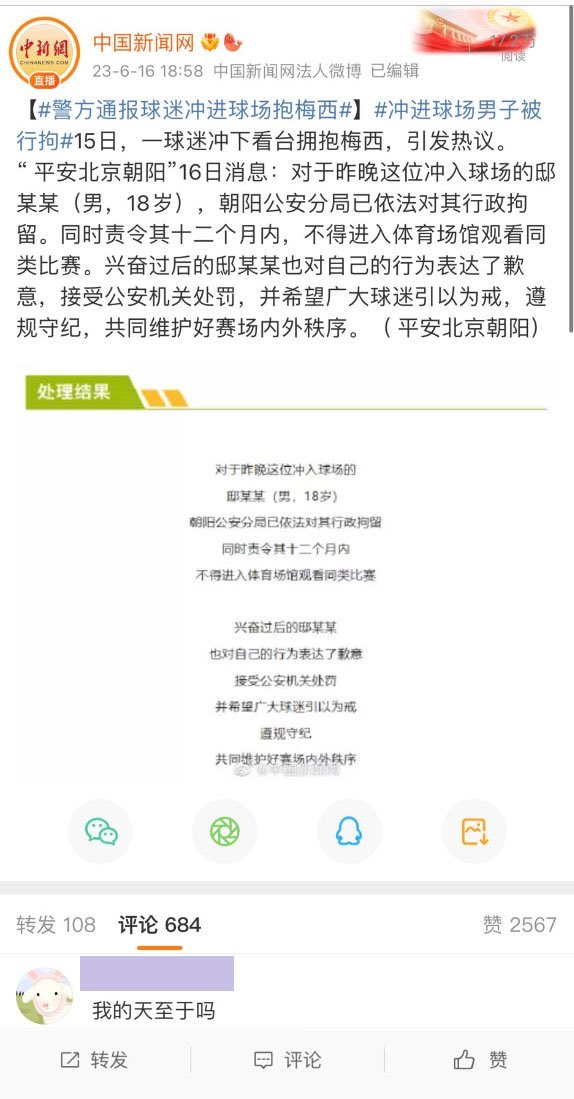 中新網
CHINANEWS.COM
直播
中国新闻网
17.2万
阅读
23-6-16 18:58 中国新闻网法人微博 已编辑
【#警方通报球迷冲进球场抱梅西#】#冲进球场男子被
行拘#15日，一球迷冲下看台拥抱梅西，引发热议。
“ 平安北京朝阳”16日消息：对于昨晚这位冲入球场的邸
某某（男，18岁），朝阳公安分局已依法对其行政拘
留。同时责令其十二个月内，不得进入体育场馆观看同
类比赛。兴奋过后的邸某某也对自己的行为表达了歉
意，接受公安机关处罚，并希望广大球迷引以为戒，遵
规守纪，共同维护好赛场内外秩序。（ 平安北京朝阳）
处理结果
对于昨晚这位冲入球场的
邸某某（男，18岁）
朝阳公安分局已依法对其行政拘留
同时责令其十二个月内
不得进入体育场馆观看同类比赛
兴奋过后的邸某某
也对自己的行为表达了歉意
接受公安机关处罚
并希望广大球迷引以为戒
遵规守纪
共同维护好赛场内外秩序
@中国新闻网
转发 108 评论 684 赞 2567
我的天至于吗
转发 评论 赞